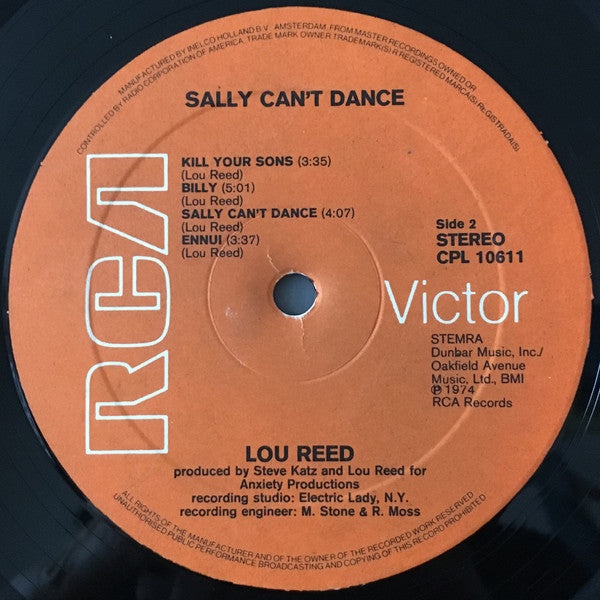 MANUFACTURED BY INELCO HOLLAND B.V. AMSTERDAM, FROM MASTER RECORDINGS OWNED OR
CONTROLLED BY RADIO CORPORATION OF AMERICA. TRADE MARK OWNER TRADEMARK(S) REGISTERED MARCA(S) REGISTRADA(S)
SALLY CAN'T DANCE
KILL YOUR SONS (3:35)
(Lou Reed)
BILLY (5:01)
(Lou Reed)
SALLY CAN'T DANCE (4:07)
(Lou Reed)
ENNUI (3:37)
(Lou Reed)
Side 2
STEREO
CPL 10611
RCA
Victor
STEMRA
Dunbar Music, Inc./
Oakfield Avenue
Music. Ltd., BMI
℗ 1974
RCA Records
LOU REED
produced by Steve Katz and Lou Reed for
Anxiety Productions
recording studio: Electric Lady, N.Y.
recording engineer: M. Stone & R. Moss
ALL RIGHTS OF THE MANUFACTURER AND OF THE OWNER OF THE RECORDED WORK RESERVED
UNAUTHORISED PUBLIC PERFORMANCE BROADCASTING AND COPYING OF THIS RECORD PROHIBITED